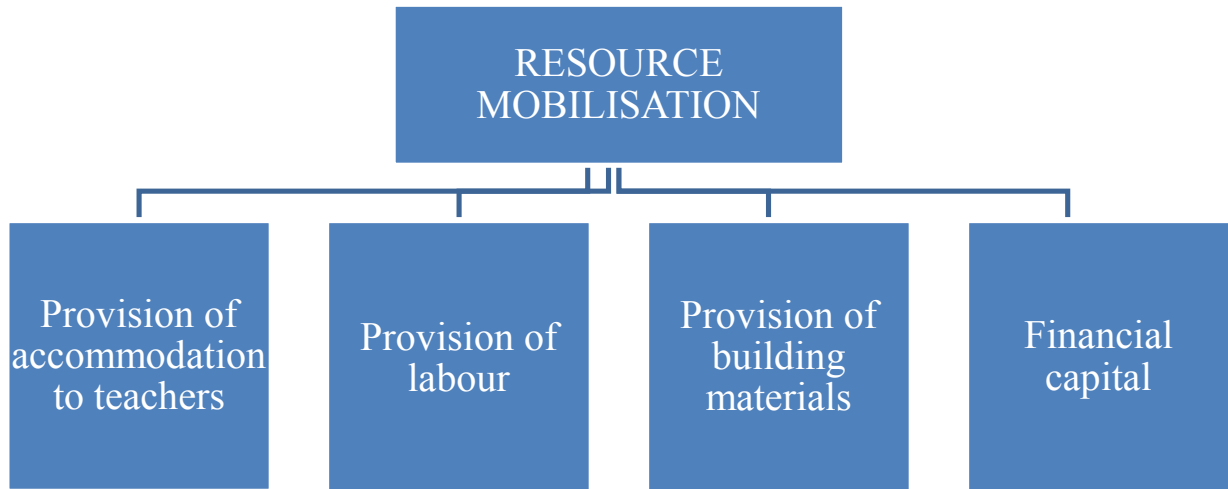 RESOURCE
MOBILISATION
Provision of
accommodation
to teachers
Provision of
labour
Provision of
building
materials
Financial
capital